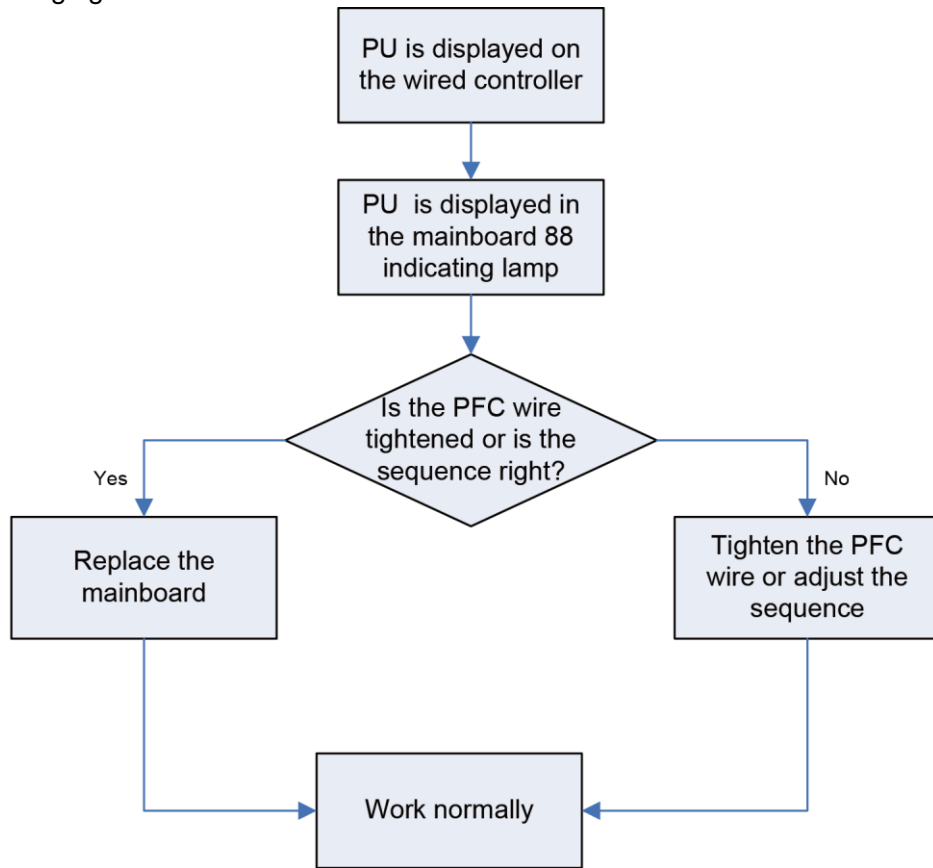 PU is displayed on
the wired controller
PU is displayed in
the mainboard 88
indicating lamp
Is the PFC wire
tightened or is the
sequence right?
Yes
No
Replace the
mainboard
Tighten the PFC
wire or adjust the
sequence
Work normally